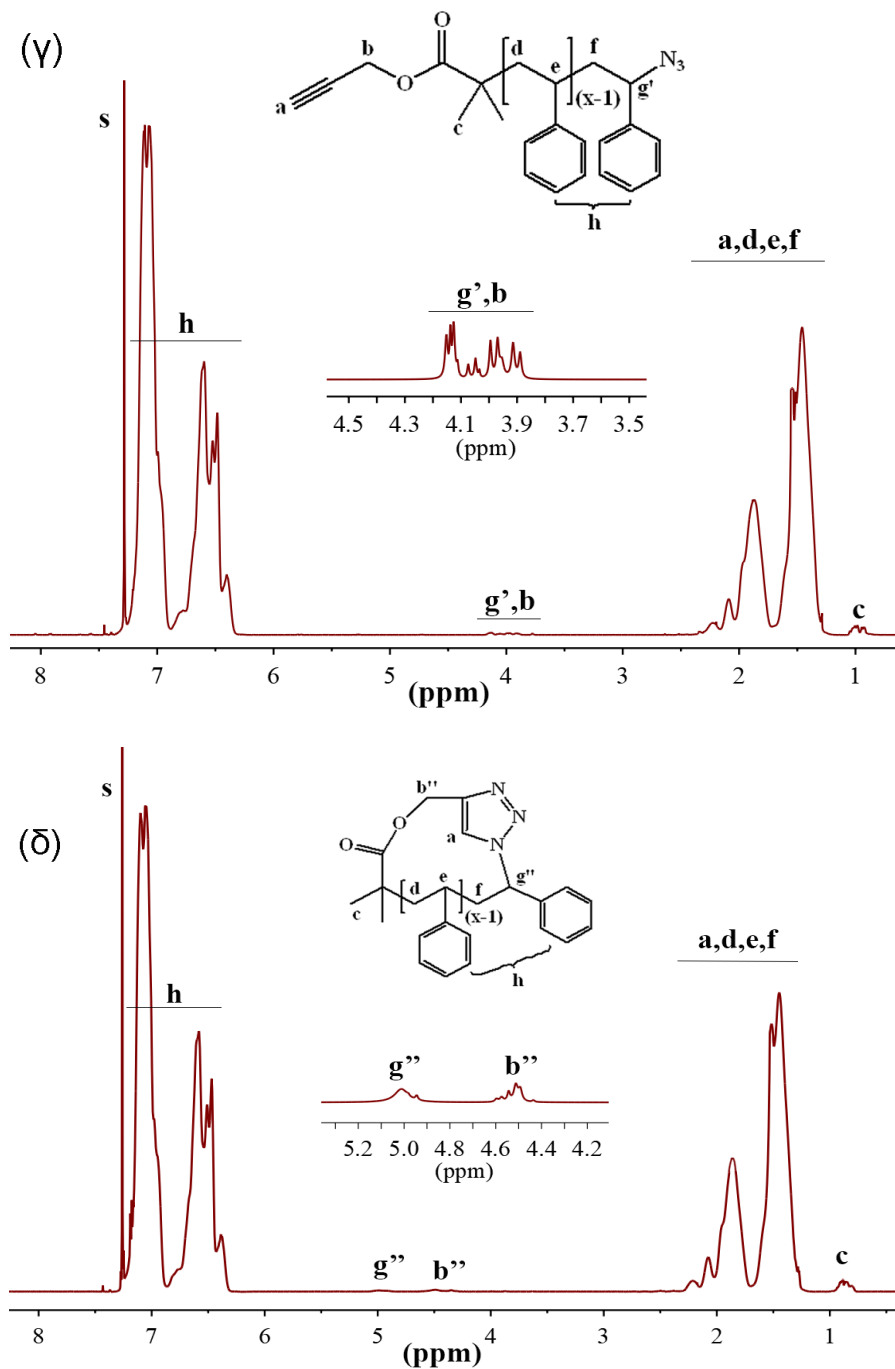 (γ)
O
b
O
a
c
d
e
(x-1)
f
g'
N₃
h
s
h
a,d,e,f
g’,b
4.5 4.3 4.1 3.9 3.7 3.5
(ppm)
g’,b
c
8 7 6 5 4 3 2 1
(ppm)
(δ)
s
b''
N
N
N
O
O
a
c
d
e
(x-1)
f
g''
h
h
a,d,e,f
g’’ b’’
5.2 5.0 4.8 4.6 4.4 4.2
(ppm)
g’’ b’’
c
8 7 6 5 4 3 2 1
(ppm)